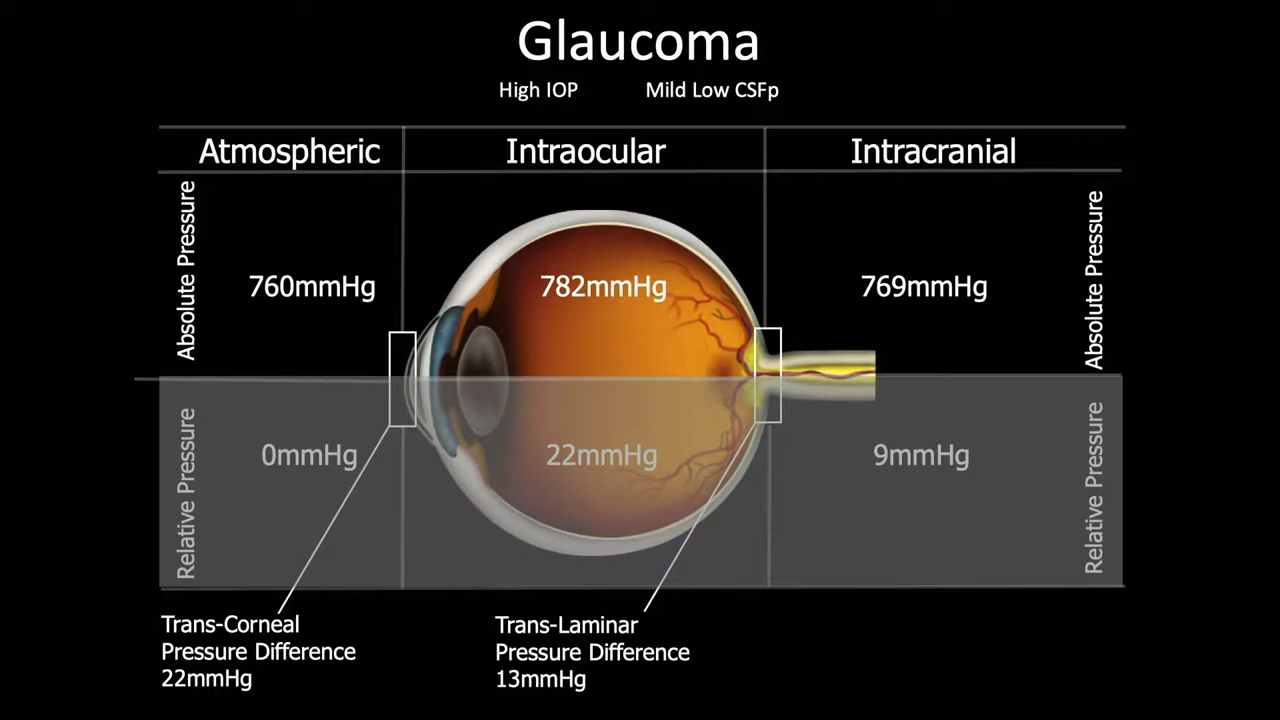 Glaucoma
High IOP Mild Low CSFp
Atmospheric Intraocular Intracranial
Absolute Pressure
760mmHg 782mmHg 769mmHg
Absolute Pressure
Relative Pressure
0mmHg 22mmHg 9mmHg
Relative Pressure
Trans-Corneal
Pressure Difference
22mmHg
Trans-Laminar
Pressure Difference
13mmHg